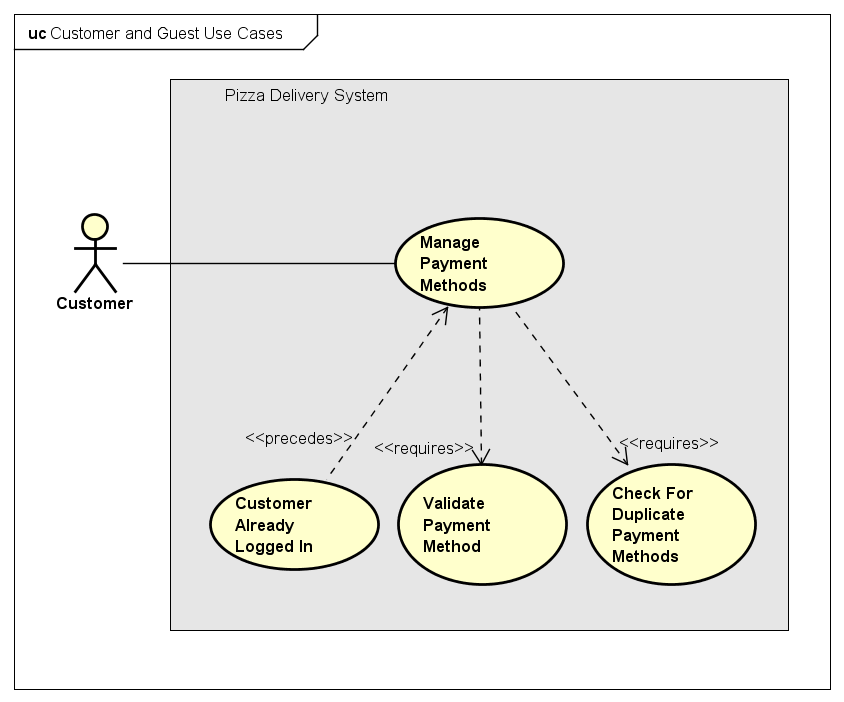 uc Customer and Guest Use Cases
Pizza Delivery System
Manage
Payment
Methods
Customer
<<precedes>>
<<requires>>
<<requires>>
Customer
Already
Logged In
Validate
Payment
Method
Check For
Duplicate
Payment
Methods